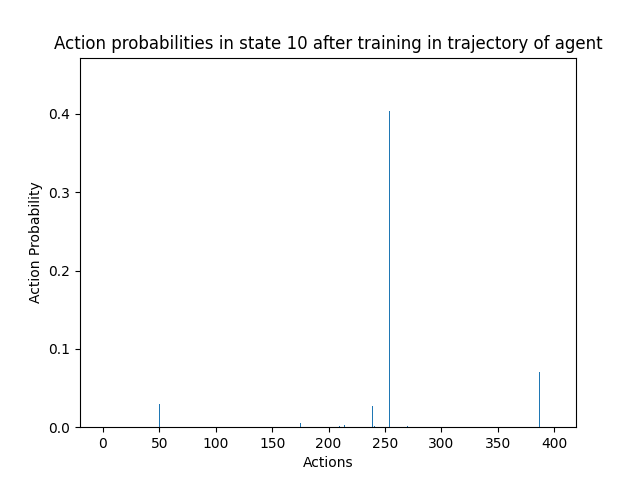 Action probabilities in state 10 after training in trajectory of agent
0.4
0.3
0.2
0.1
0.0
Action Probability
0 50 100 150 200 250 300 350 400
Actions